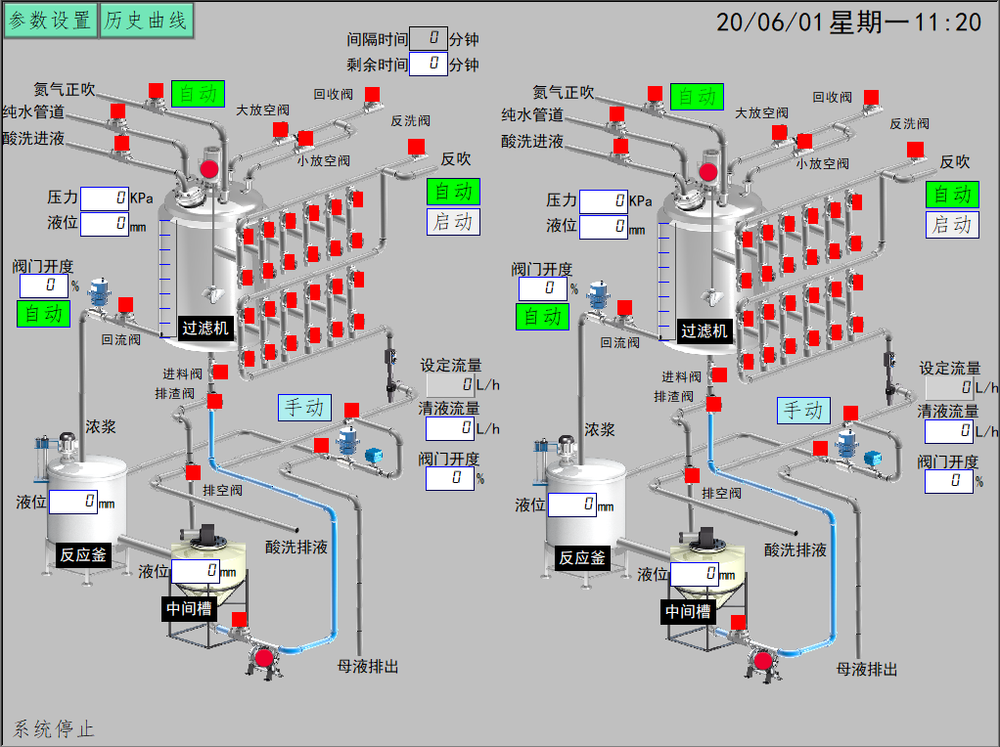 参数设置 历史曲线
20/06/01 星期一 11:20
间隔时间 0 分钟
剩余时间 0 分钟
氮气正吹 自动
纯水管道
酸洗进液
大放空阀
回收阀
反洗阀
小放空阀
反吹
自动
启动
压力 0 KPa
液位 0 mm
阀门开度
0 %
自动
回流阀
过滤机
进料阀
排渣阀
设定流量
0 L/h
清液流量
0 L/h
阀门开度
0 %
手动
浓浆
排空阀
液位 0 mm
反应釜
酸洗排液
液位 0 mm
中间槽
母液排出
氮气正吹 自动
纯水管道
酸洗进液
大放空阀
回收阀
反洗阀
小放空阀
反吹
自动
启动
压力 0 KPa
液位 0 mm
阀门开度
0 %
自动
回流阀
过滤机
进料阀
排渣阀
设定流量
0 L/h
清液流量
0 L/h
阀门开度
0 %
手动
浓浆
排空阀
液位 0 mm
反应釜
酸洗排液
液位 0 mm
中间槽
母液排出
系统停止